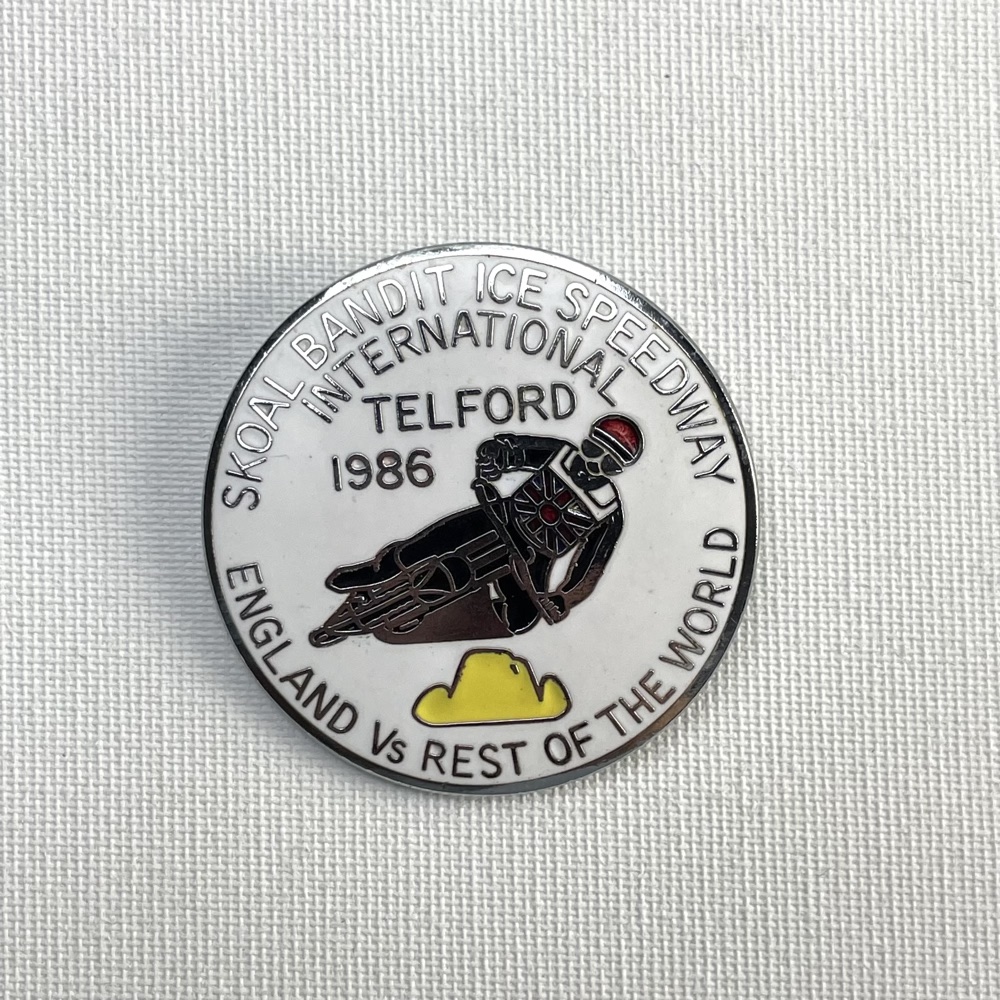 SKOAL BANDIT ICE SPEEDWAY
INTERNATIONAL
TELFORD
1986
ENGLAND Vs REST OF THE WORLD